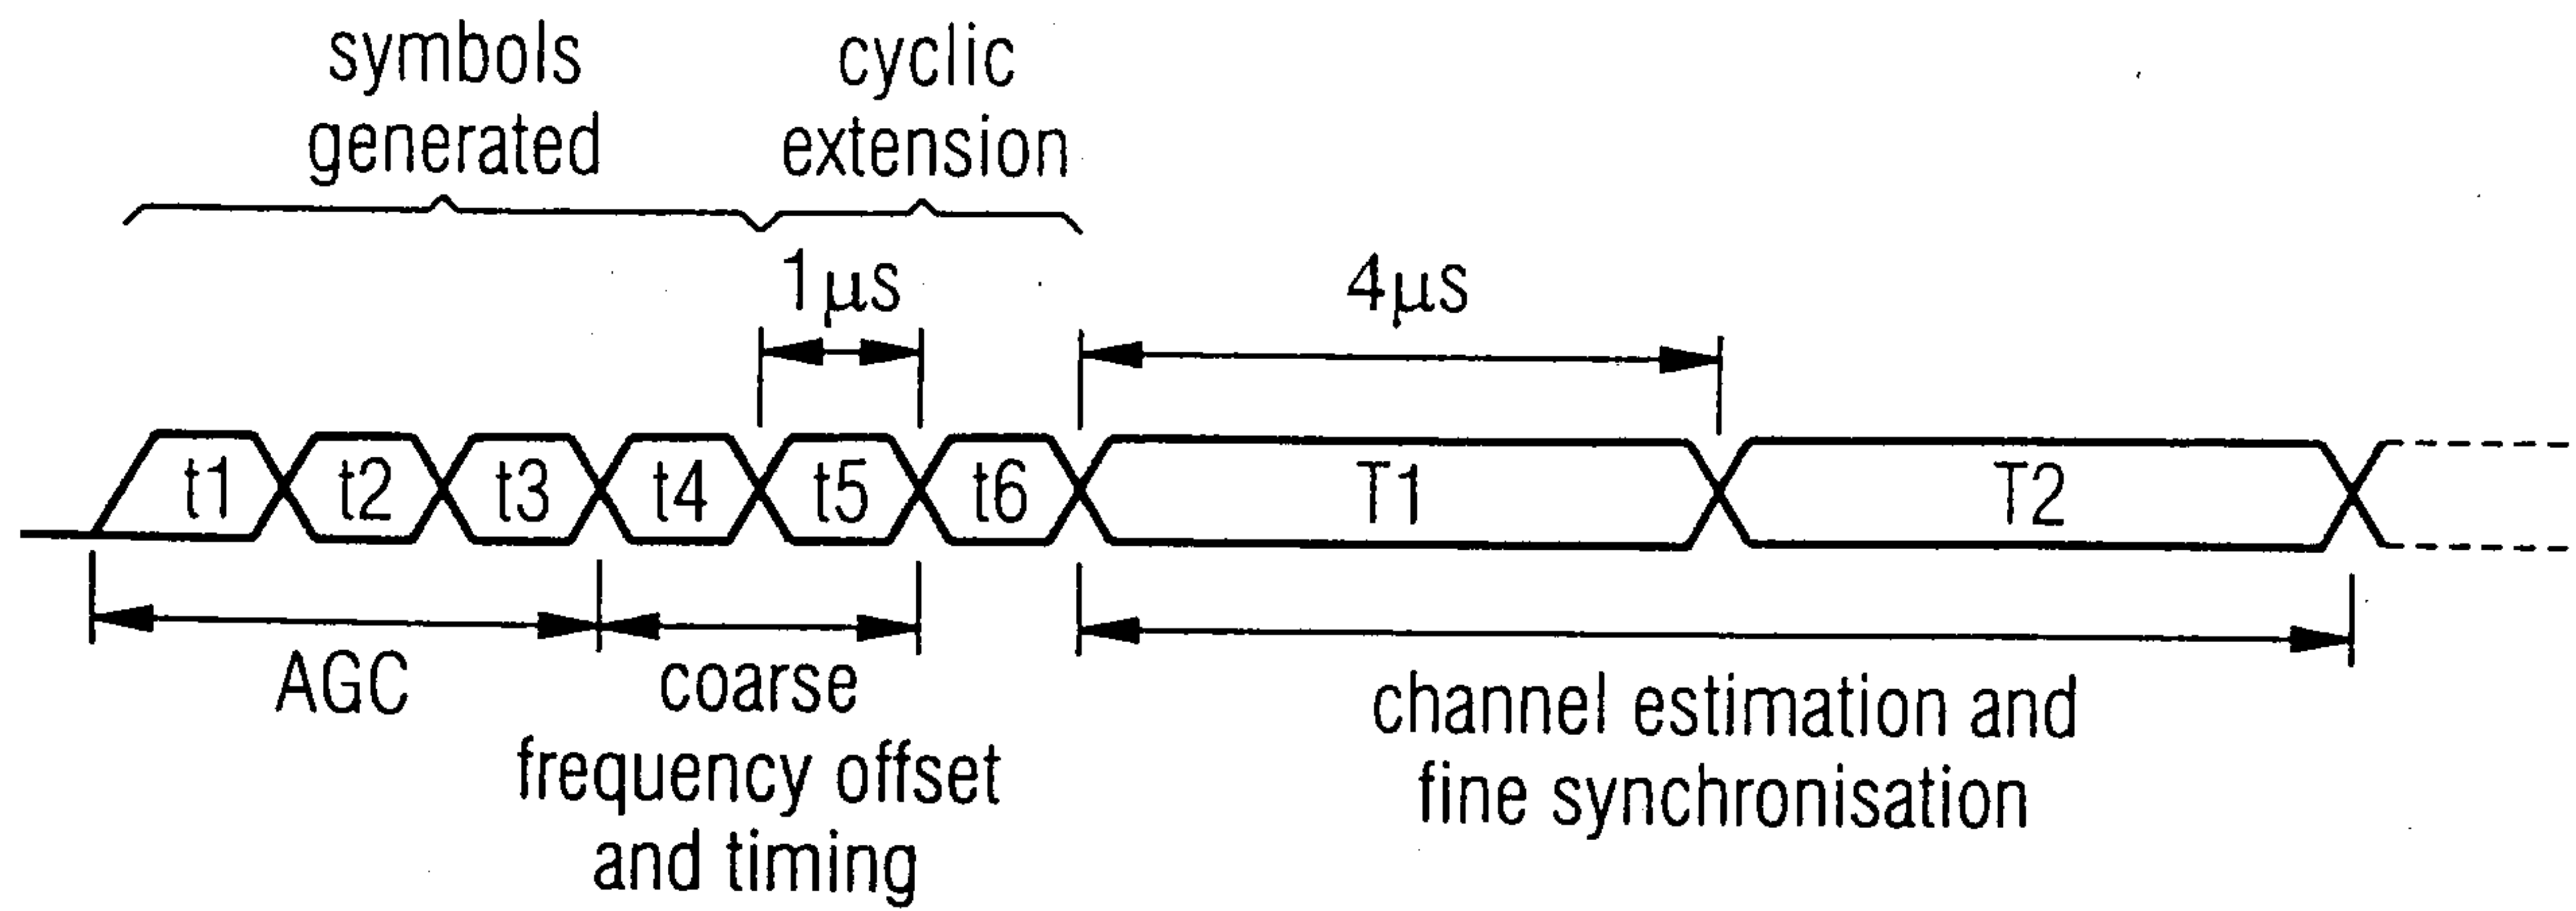 symbols
generated
cyclic
extension
1μs
4μs
t1 t2 t3 t4 t5 t6 T1 T2
AGC
coarse
frequency offset
and timing
channel estimation and
fine synchronisation